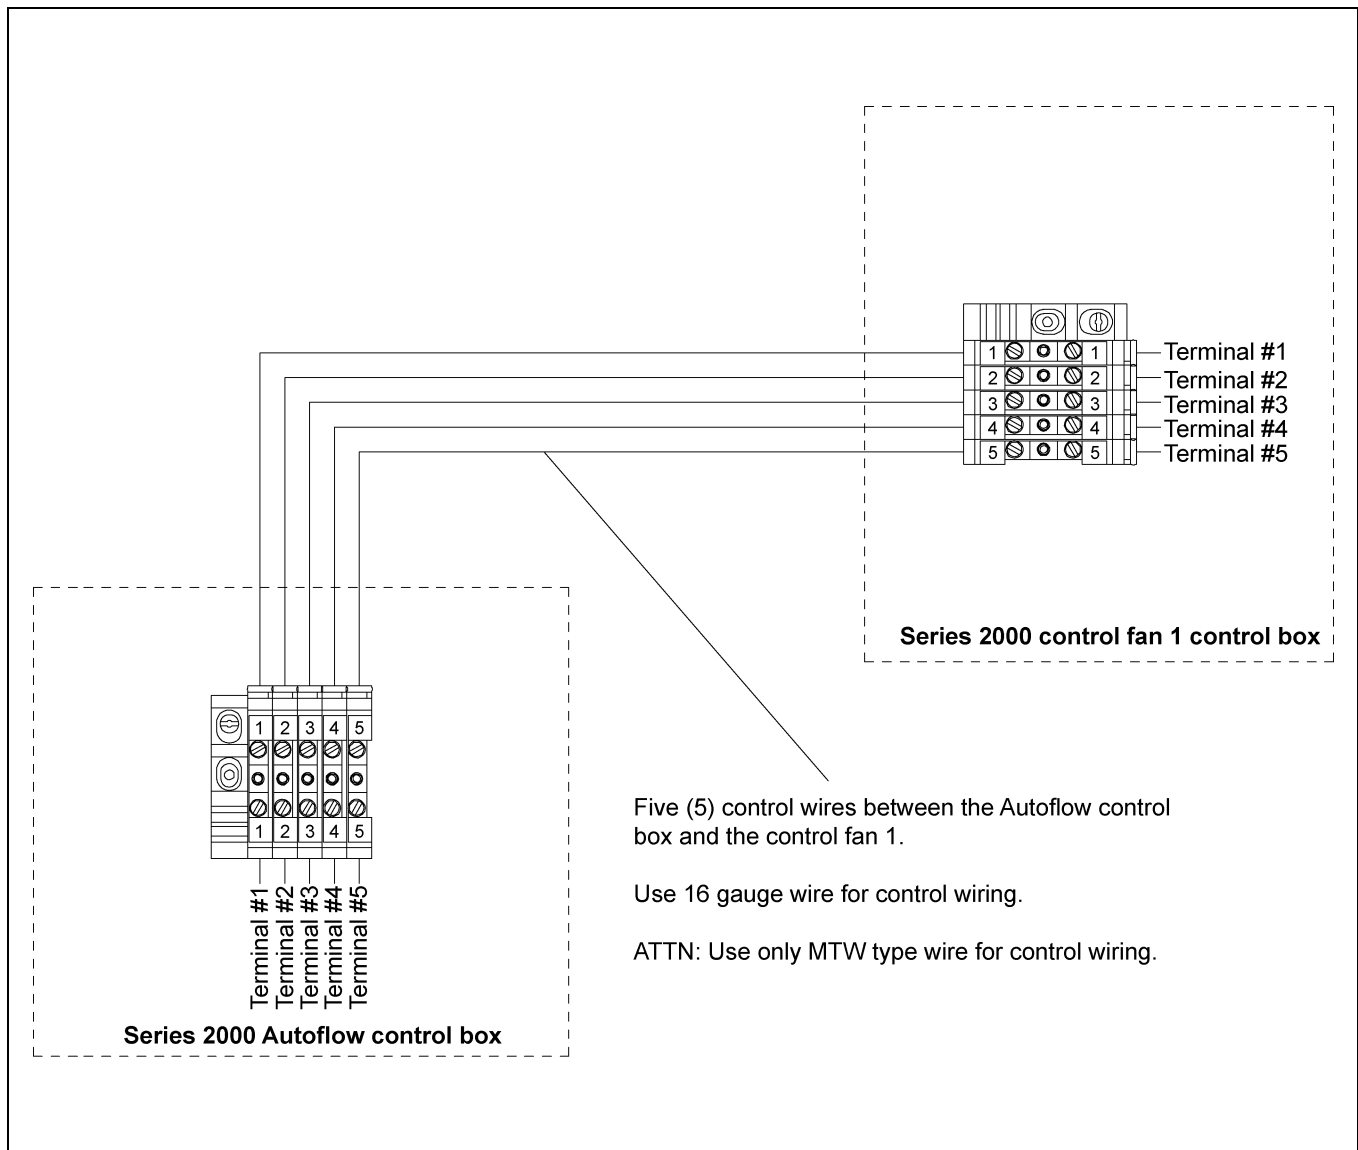 1 1 Terminal #1
2 2 Terminal #2
3 3 Terminal #3
4 4 Terminal #4
5 5 Terminal #5
Series 2000 control fan 1 control box
1 2 3 4 5
1 2 3 4 5
Terminal #1
Terminal #2
Terminal #3
Terminal #4
Terminal #5
Series 2000 Autoflow control box
Five (5) control wires between the Autoflow control
box and the control fan 1.
Use 16 gauge wire for control wiring.
ATTN: Use only MTW type wire for control wiring.